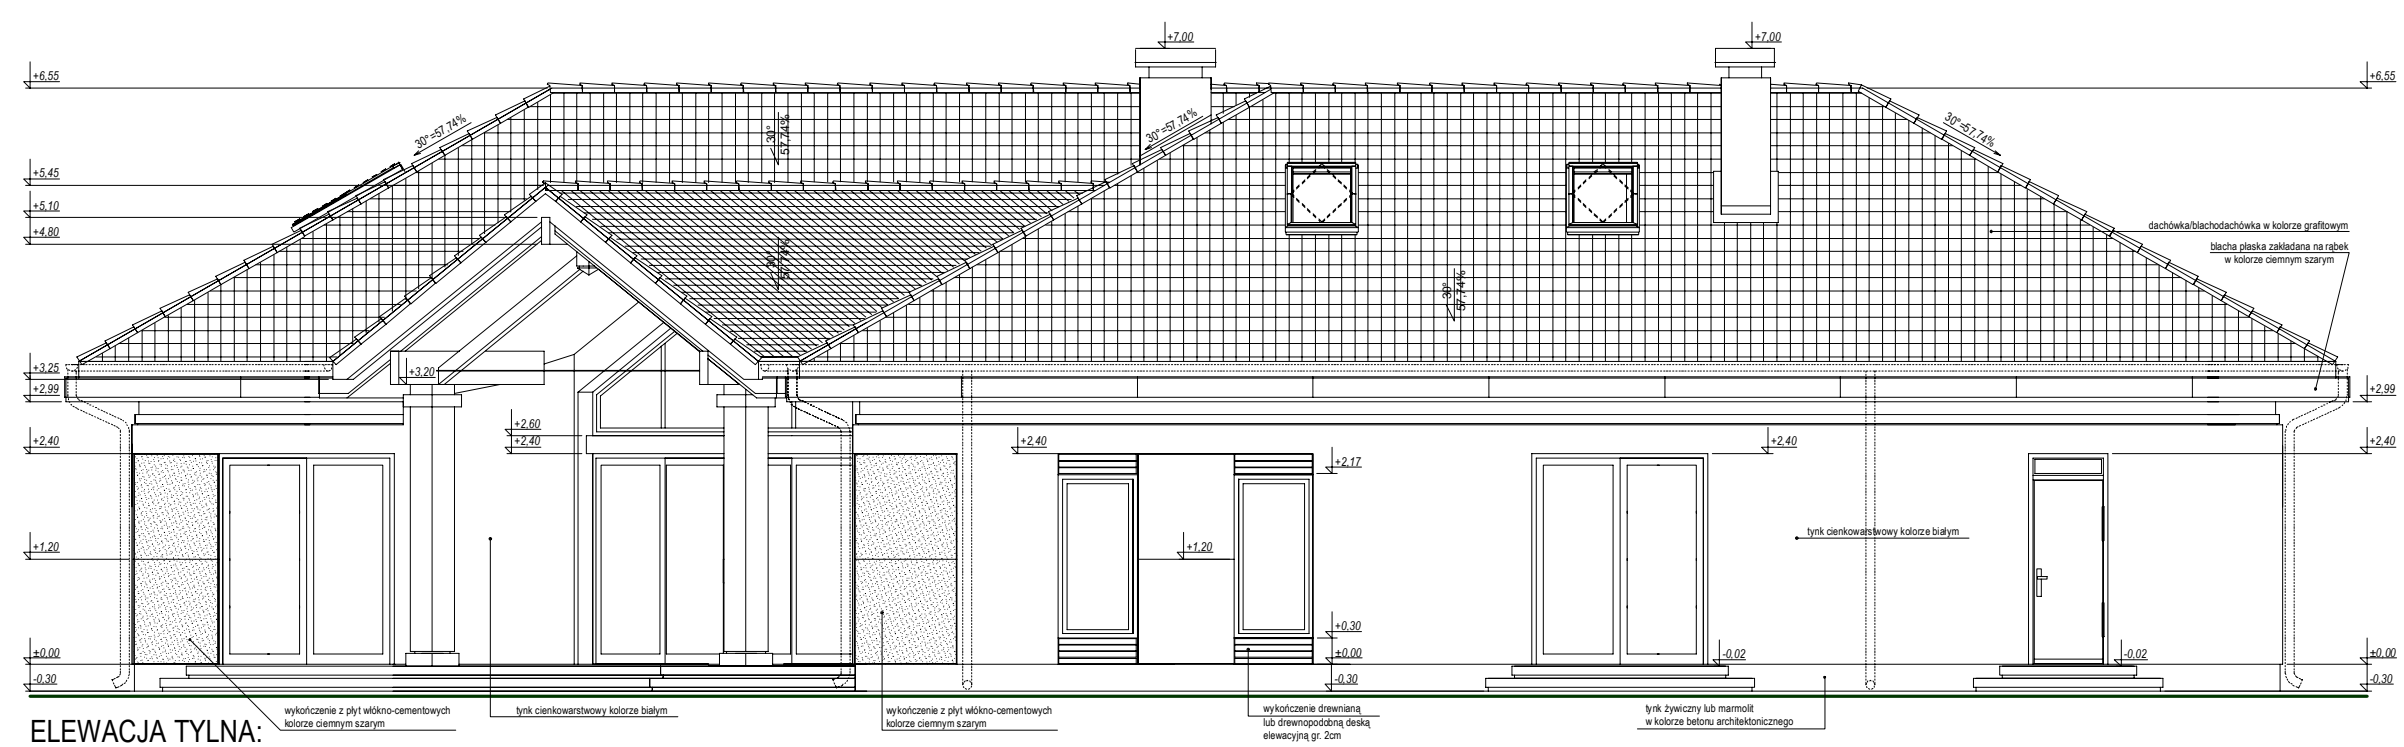 +7,00
+7,00
+6,55
+6,55
30°=57,74%
30°
57,74%
30°=57,74%
30°=57,74%
+5,45
+5,10
+4,80
dachówka/blachodachówka w kolorze grafitowym
blacha płaska zakładana na rąbek
w kolorze ciemnym szarym
30°
57,74%
30°
57,74%
+3,25
+3,20
+2,99
+2,99
+2,60
+2,40
+2,40
+2,40
+2,40
+2,40
+2,17
+1,20
+1,20
tynk cienkowarstwowy kolorze białym
+0,30
±0,00
±0,00
-0,02
-0,02
±0,00
-0,30
-0,30
-0,30
wykończenie z płyt włókno-cementowych
kolorze ciemnym szarym
tynk cienkowarstwowy kolorze białym
wykończenie z płyt włókno-cementowych
kolorze ciemnym szarym
wykończenie drewnianą
lub drewnopodobną deską
elewacyjną gr. 2cm
tynk żywiczny lub marmolit
w kolorze betonu architektonicznego
ELEWACJA TYLNA: